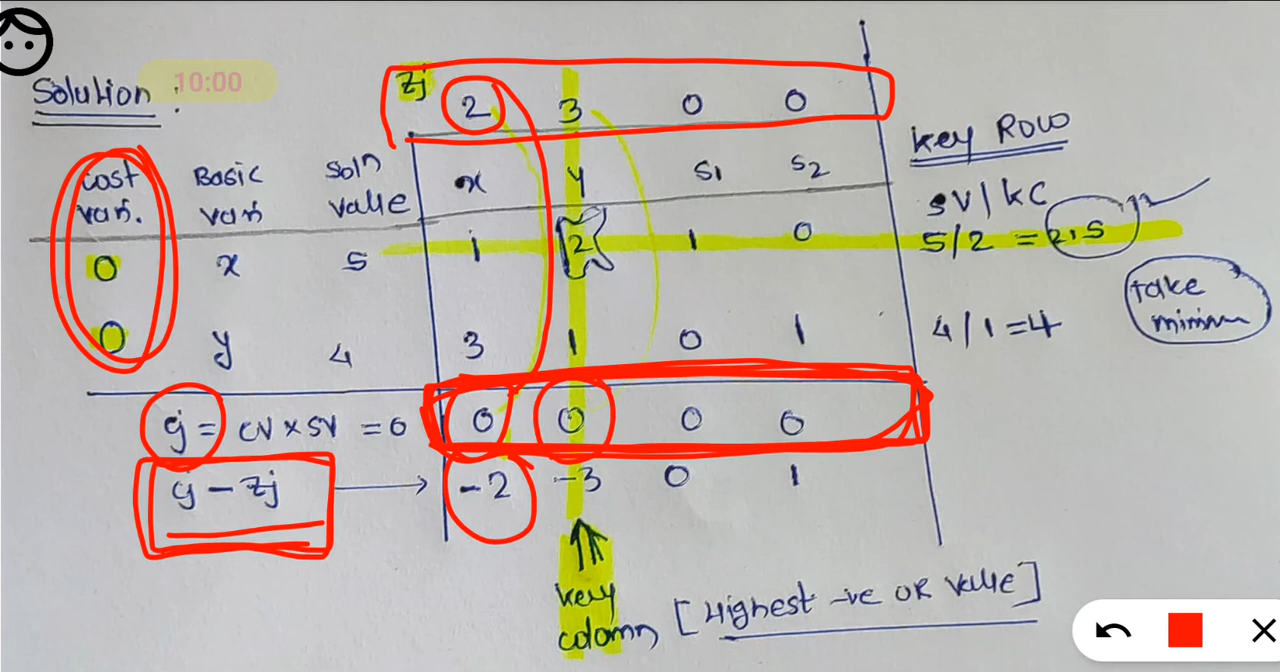 10:00
Solution :
zj 2 3 0 0
Key Row
Cost var. Basic var Soln value x y S1 S2
SV/KC
0 x 5 1 2 1 0 5/2 = 2.5
take minimum
0 y 4 3 1 0 1 4/1=4
cj = CV x SV = 0 0 0 0 0
cj - zj → -2 -3 0 1
key column [Highest -ve OR Value]